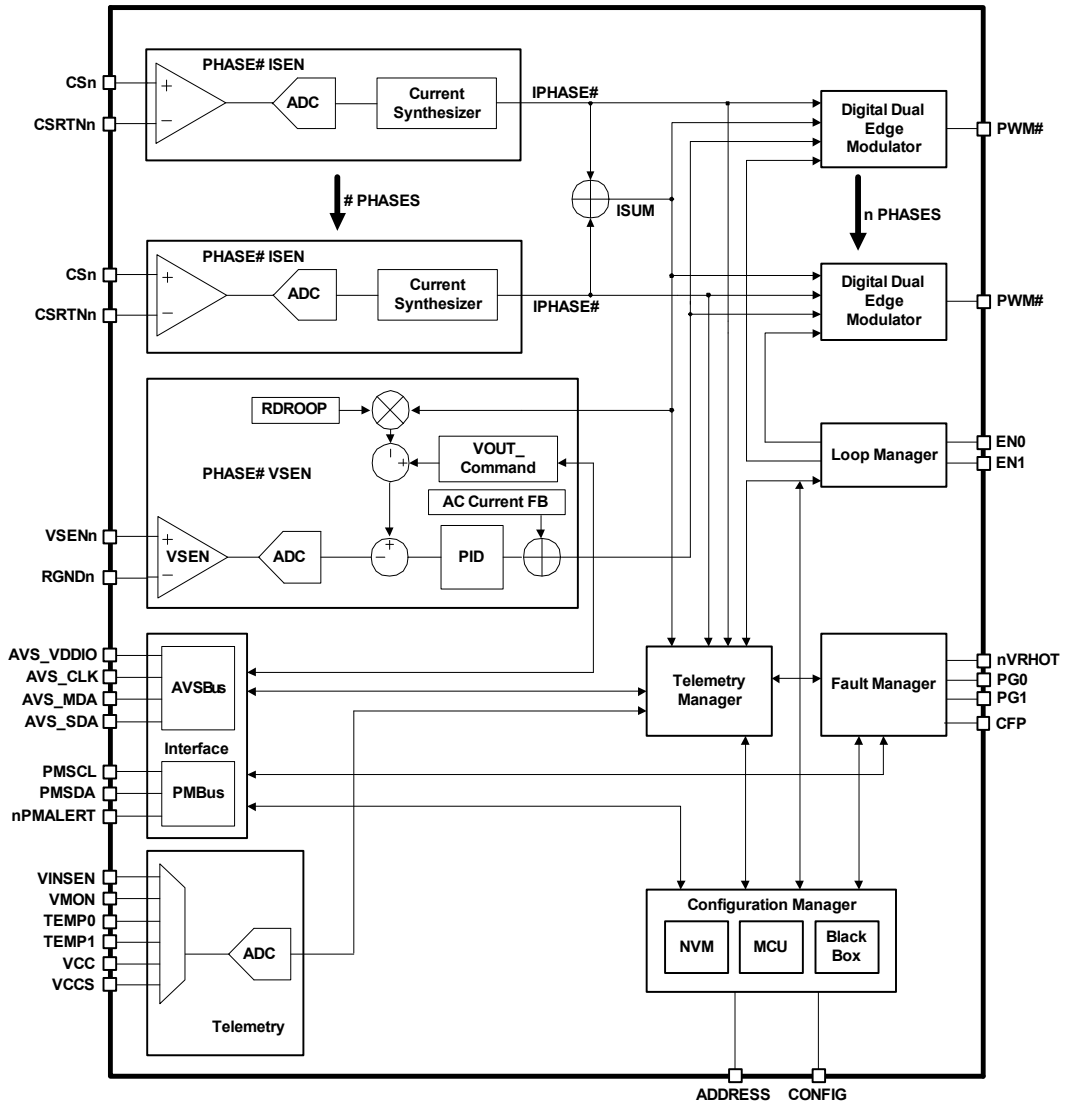 PHASE# ISEN
CSn
+
ADC
Current
Synthesizer
IPHASE#
Digital Dual
Edge
Modulator
PWM#
CSRTNn
−
# PHASES
ISUM
n PHASES
PHASE# ISEN
CSn
+
ADC
Current
Synthesizer
IPHASE#
Digital Dual
Edge
Modulator
PWM#
CSRTNn
−
RDROOP
PHASE# VSEN
−
+
VOUT_
Command
AC Current FB
Loop Manager
EN0
EN1
VSENn
+
VSEN
−
RGNDn
ADC
+
−
PID
AVS_VDDIO
AVS_CLK
AVS_MDA
AVS_SDA
AVSBus
Interface
PMSCL
PMSDA
nPMALERT
PMBus
Telemetry
Manager
Fault Manager
nVRHOT
PG0
PG1
CFP
VINSEN
VMON
TEMP0
TEMP1
VCC
VCCS
ADC
Telemetry
Configuration Manager
NVM
MCU
Black
Box
ADDRESS
CONFIG